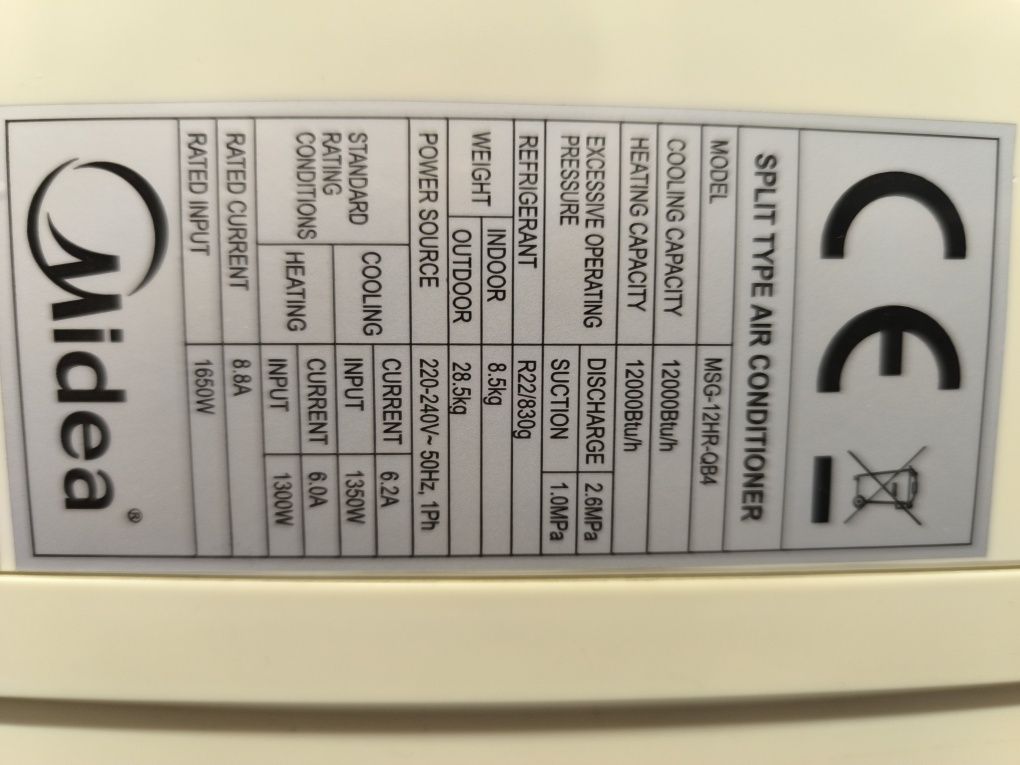 CE
SPLIT TYPE AIR CONDITIONER
MODEL MSG-12HR-QB4
COOLING CAPACITY 12000Btu/h
HEATING CAPACITY 12000Btu/h
EXCESSIVE OPERATING PRESSURE DISCHARGE 2.6MPa
SUCTION 1.0MPa
REFRIGERANT R22/830g
WEIGHT INDOOR 8.5kg
OUTDOOR 28.5kg
POWER SOURCE 220-240V~ 50Hz, 1Ph
STANDARD RATING CONDITIONS COOLING CURRENT 6.2A
INPUT 1350W
HEATING CURRENT 6.0A
INPUT 1300W
RATED CURRENT 8.8A
RATED INPUT 1650W
Midea®